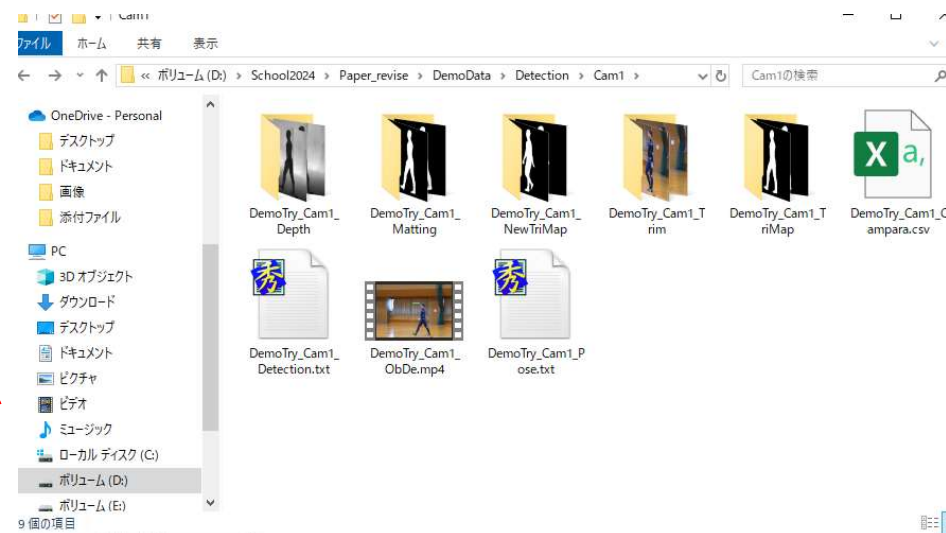 Cam1
ファイル ホーム 共有 表示
« ボリューム (D:) › School2024 › Paper_revise › DemoData › Detection › Cam1 ›
Cam1の検索
OneDrive - Personal
デスクトップ
ドキュメント
画像
添付ファイル
PC
3D オブジェクト
ダウンロード
デスクトップ
ドキュメント
ピクチャ
ビデオ
ミュージック
ローカル ディスク (C:)
ボリューム (D:)
ボリューム (E:)
DemoTry_Cam1_
Depth
DemoTry_Cam1_
Matting
DemoTry_Cam1_
NewTriMap
DemoTry_Cam1_T
rim
DemoTry_Cam1_T
riMap
DemoTry_Cam1_C
ampara.csv
X a,
秀
DemoTry_Cam1_
Detection.txt
DemoTry_Cam1_
ObDe.mp4
秀
DemoTry_Cam1_P
ose.txt
9 個の項目